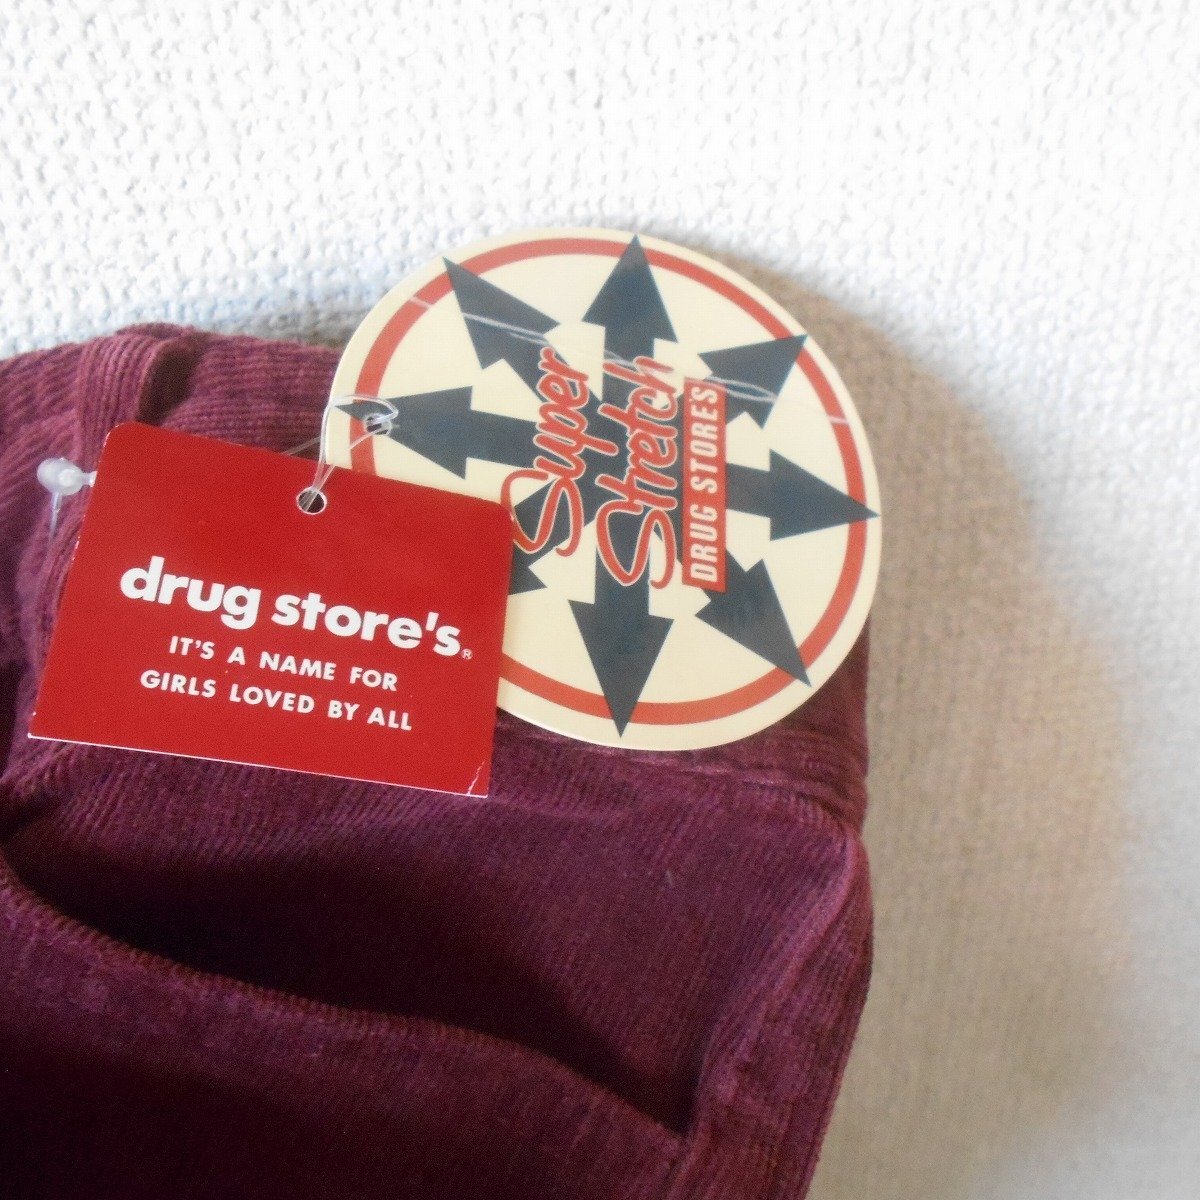 drug store's®
IT'S A NAME FOR
GIRLS LOVED BY ALL
Super
Stretch
DRUG STORE'S